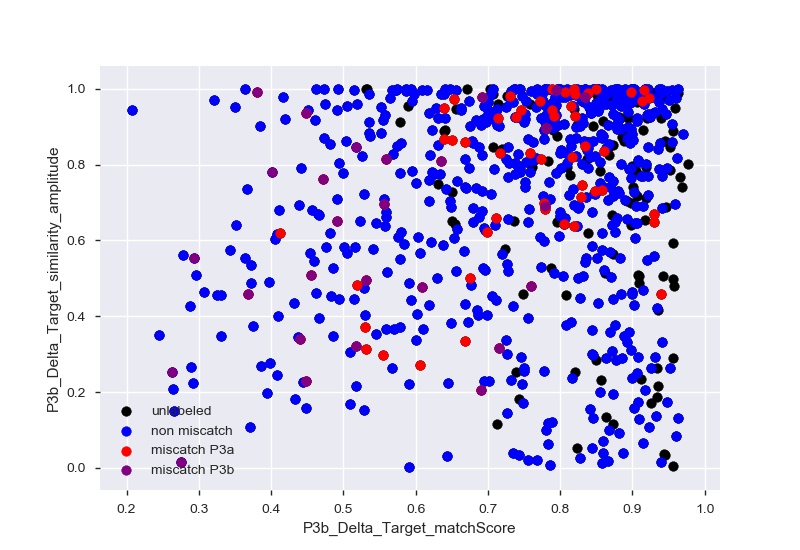 1.0
0.8
0.6
0.4
0.2
0.0
P3b_Delta_Target_similarity_amplitude
unlabeled
non miscatch
miscatch P3a
miscatch P3b
0.2 0.3 0.4 0.5 0.6 0.7 0.8 0.9 1.0
P3b_Delta_Target_matchScore